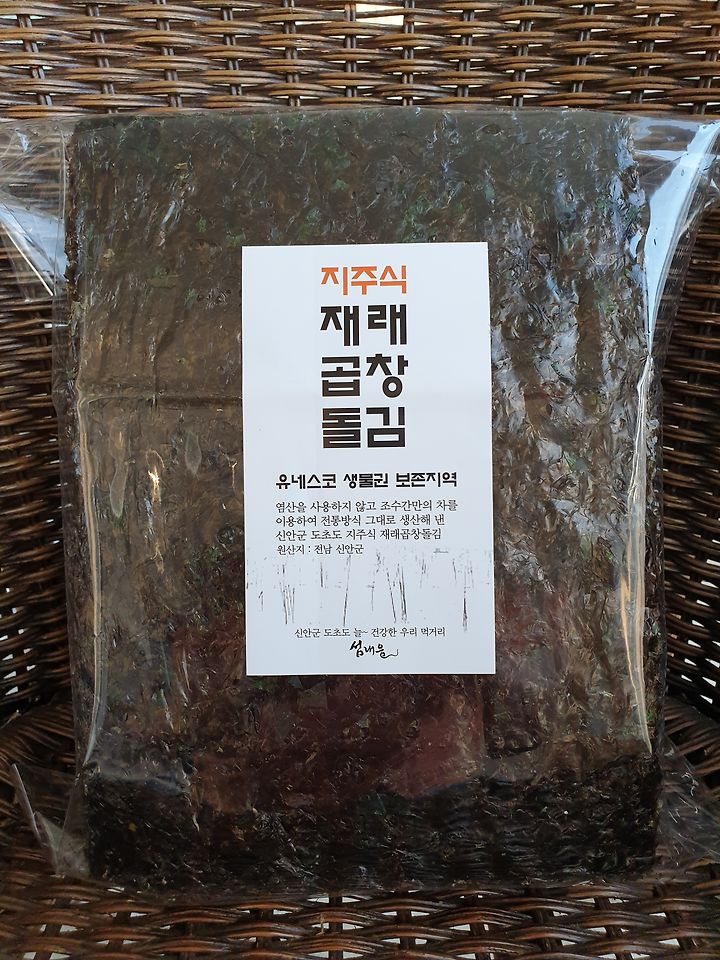 지주식
재래
곱창
돌김
유네스코 생물권 보존지역
염산을 사용하지 않고 조수간만의 차를
이용하여 전통방식 그대로 생산해 낸
신안군 도초도 지주식 재래곱창돌김
원산지 : 전남 신안군
신안군 도초도 늘~ 건강한 우리 먹거리
섬내음